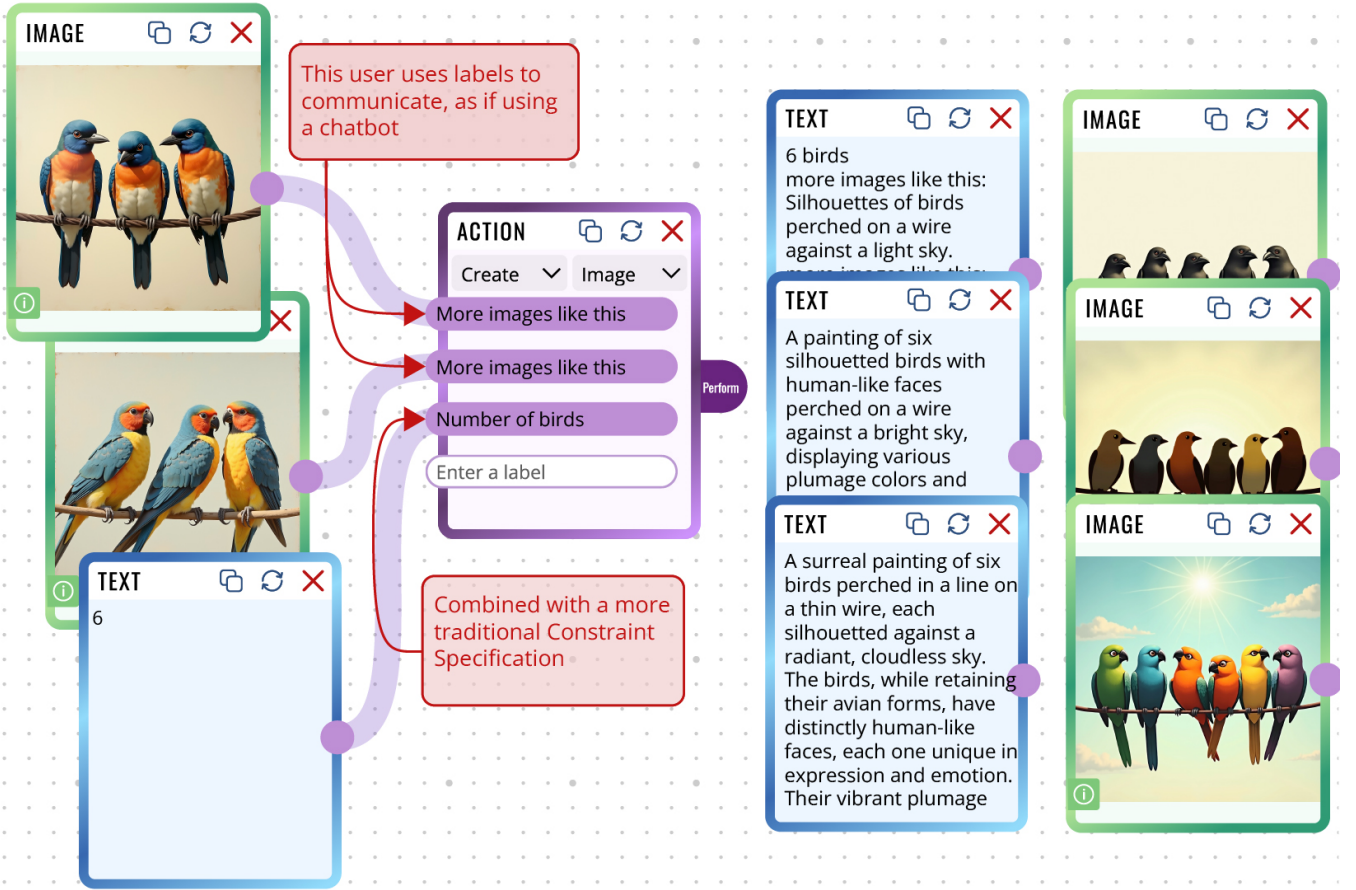 IMAGE
This user uses labels to
communicate, as if using
a chatbot
ACTION
Create
Image
More images like this
More images like this
Number of birds
Enter a label
Perform
TEXT
6
Combined with a more
traditional Constraint
Specification
TEXT
6 birds
more images like this:
Silhouettes of birds
perched on a wire
against a light sky.
more images like this:
TEXT
A painting of six
silhouetted birds with
human-like faces
perched on a wire
against a bright sky,
displaying various
plumage colors and
TEXT
A surreal painting of six
birds perched in a line on
a thin wire, each
silhouetted against a
radiant, cloudless sky.
The birds, while retaining
their avian forms, have
distinctly human-like
faces, each one unique in
expression and emotion.
Their vibrant plumage
IMAGE
IMAGE
IMAGE